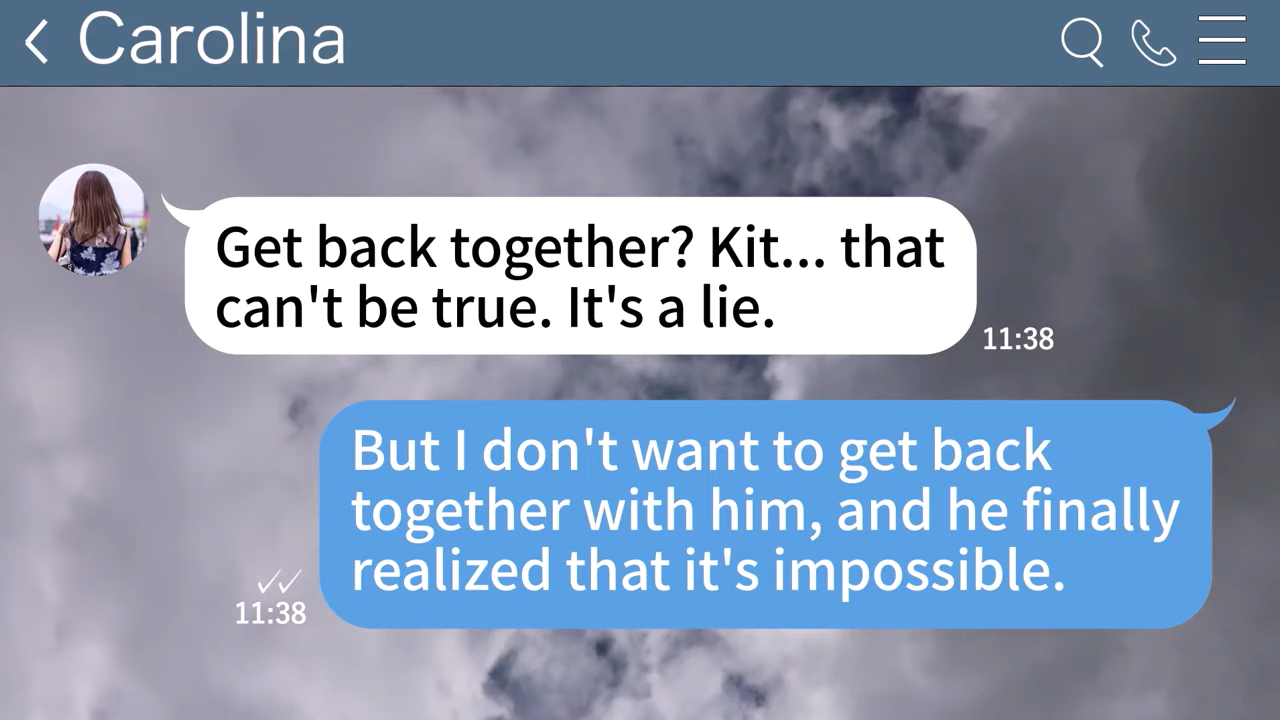 Carolina
Get back together? Kit... that
can't be true. It's a lie.
11:38
But I don't want to get back
together with him, and he finally
realized that it's impossible.
11:38